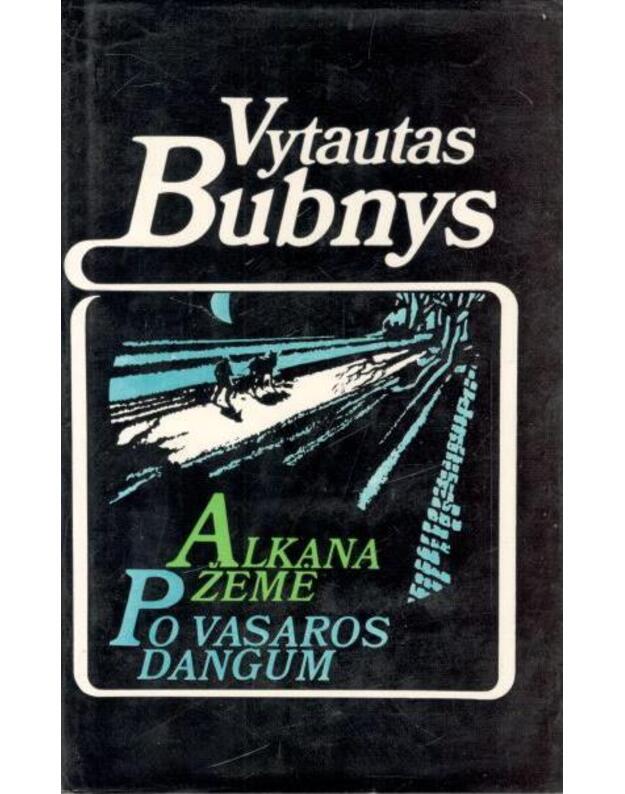 Vytautas
Bubnys
ALKANA
ŽEMĖ
PO VASAROS
DANGUM